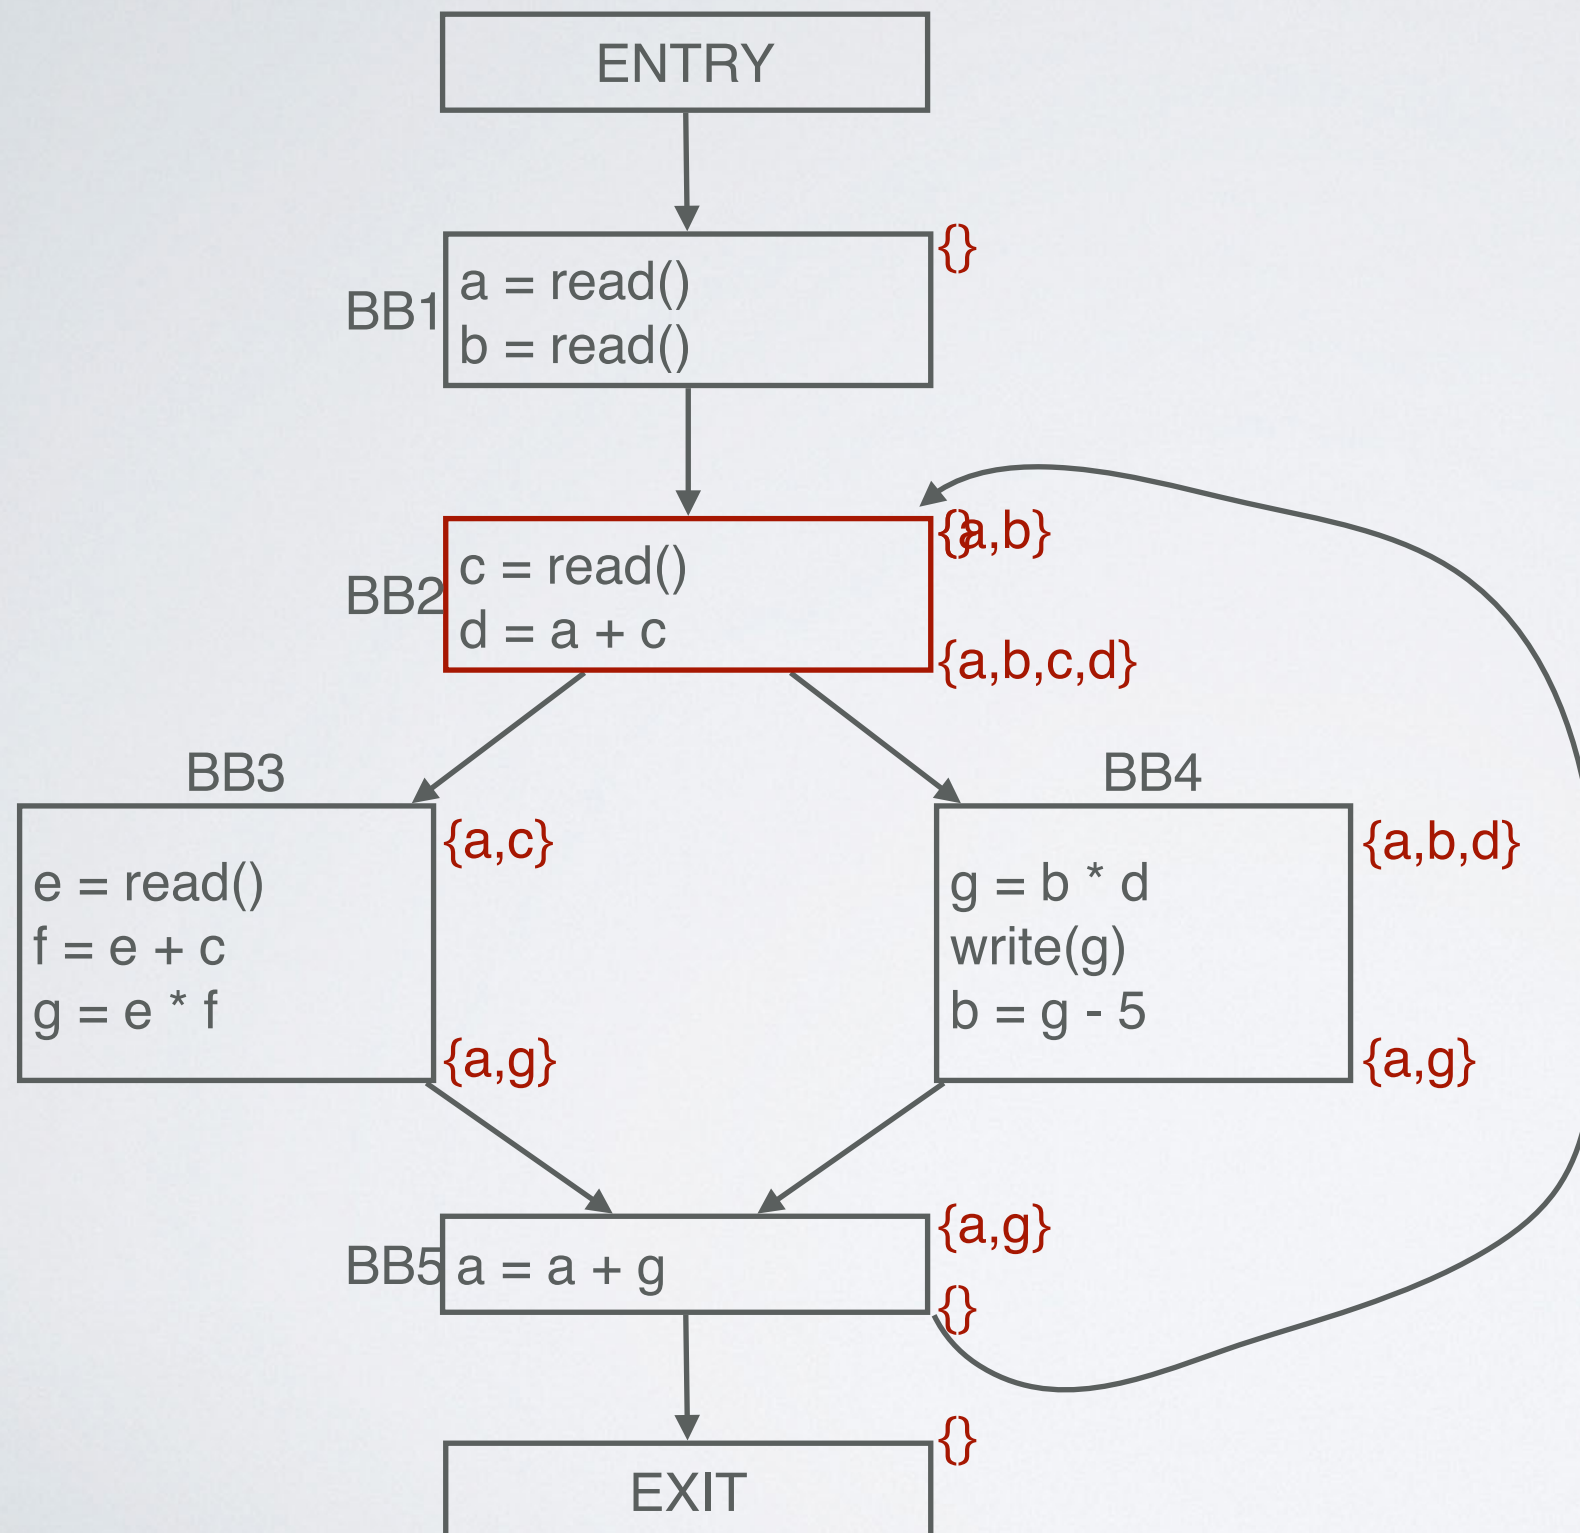 ENTRY
{}
BB1
a = read()
b = read()
{}
{a,b}
BB2
c = read()
d = a + c
{a,b,c,d}
BB3
BB4
{a,c}
{a,b,d}
e = read()
f = e + c
g = e * f
g = b * d
write(g)
b = g - 5
{a,g}
{a,g}
{a,g}
BB5
a = a + g
{}
{}
EXIT